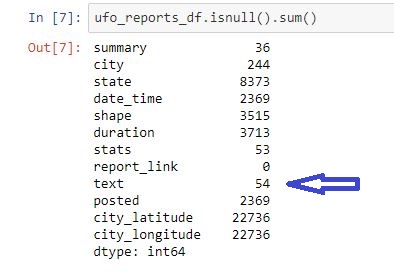 In [7]: ufo_reports_df.isnull().sum()
Out[7]: summary 36
city 244
state 8373
date_time 2369
shape 3515
duration 3713
stats 53
report_link 0
text 54
posted 2369
city_latitude 22736
city_longitude 22736
dtype: int64